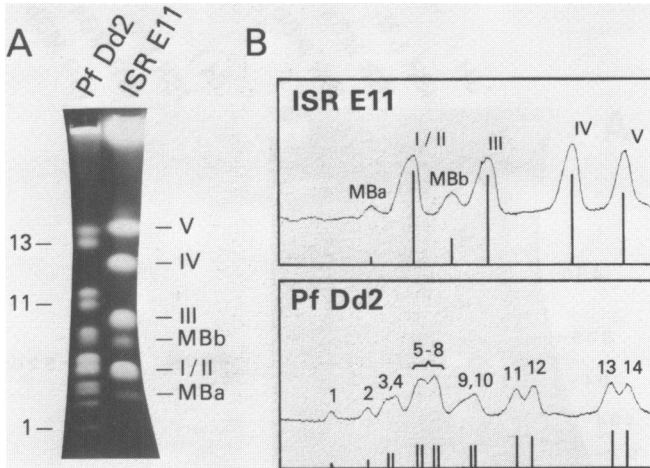 A
Pf Dd2
ISR E11
13
11
1
V
IV
III
MBb
I/II
MBa
B
ISR E11
MBa
I/II
MBb
III
IV
V
Pf Dd2
1
2
3,4
5-8
9,10
11
12
13
14